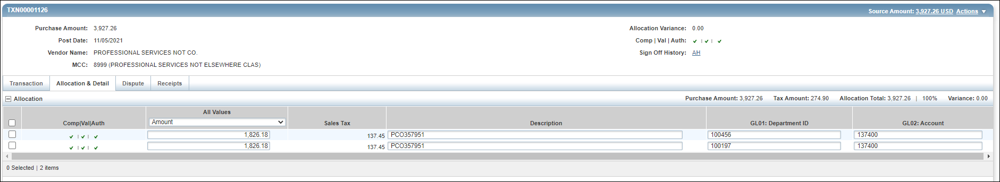 TXN00001126 Source Amount: 3,927.26 USD Actions
Purchase Amount: 3,927.26 Allocation Variance: 0.00
Post Date: 11/05/2021 Comp | Val | Auth:
Vendor Name: PROFESSIONAL SERVICES NOT CO. Sign Off History: AH
MCC: 8999 (PROFESSIONAL SERVICES NOT ELSEWHERE CLAS)
Transaction Allocation & Detail Dispute Receipts
Allocation Purchase Amount: 3,927.26 Tax Amount: 274.90 Allocation Total: 3,927.26 | 100% Variance: 0.00
All Values
Comp|Val|Auth Amount Sales Tax Description GL01: Department ID GL02: Account
1,826.18 137.45 PCO357951 100456 137400
1,826.18 137.45 PCO357951 100197 137400
0 Selected | 2 items